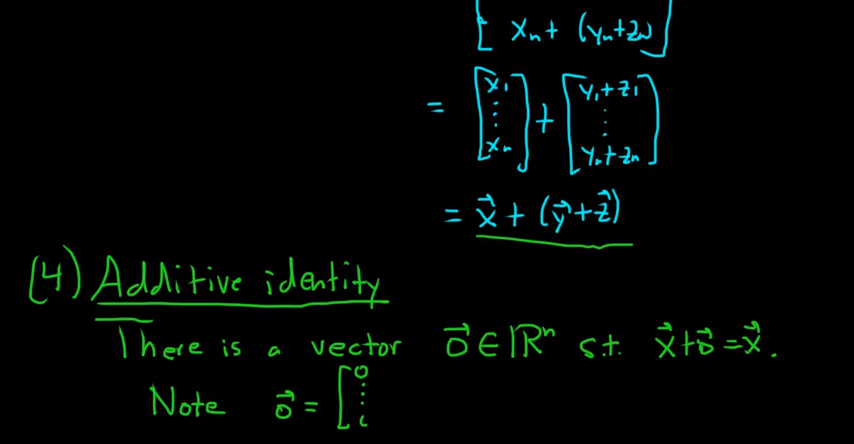 [ xₙ + (yₙ+zₙ) ]
= [ x₁ ⋮ xₙ ] + [ y₁+z₁ ⋮ yₙ+zₙ ]
= x⃗ + (y⃗+z⃗)
(4) Additive identity
There is a vector 0⃗ ∈ ℝⁿ s.t. x⃗+0⃗=x⃗.
Note 0⃗ = [ 0 ⋮